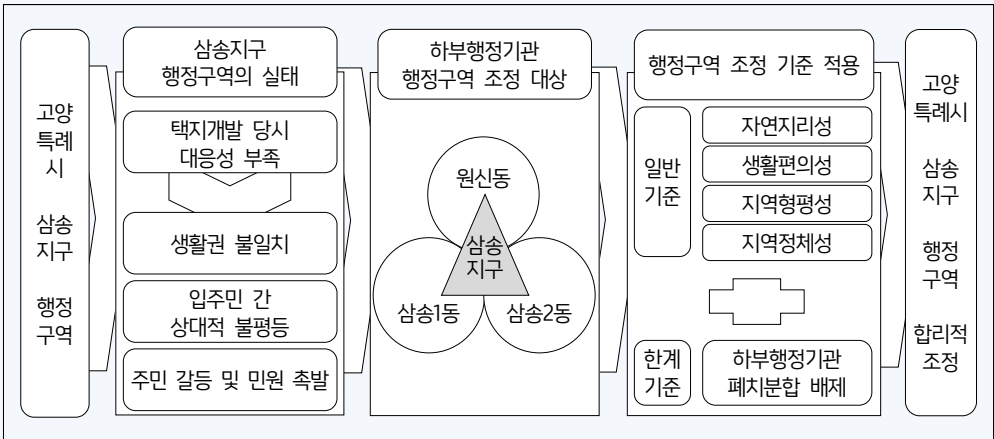 고양
특례
시
삼송
지구
행정
구역
삼송지구
행정구역의 실태
택지개발 당시
대응성 부족
생활권 불일치
입주민 간
상대적 불평등
주민 갈등 및 민원 촉발
하부행정기관
행정구역 조정 대상
원신동
삼송
지구
삼송1동
삼송2동
행정구역 조정 기준 적용
일반
기준
자연지리성
생활편의성
지역형평성
지역정체성
한계
기준
하부행정기관
폐치분합 배제
고양
특례시
삼송
지구
행정
구역
합리적
조정